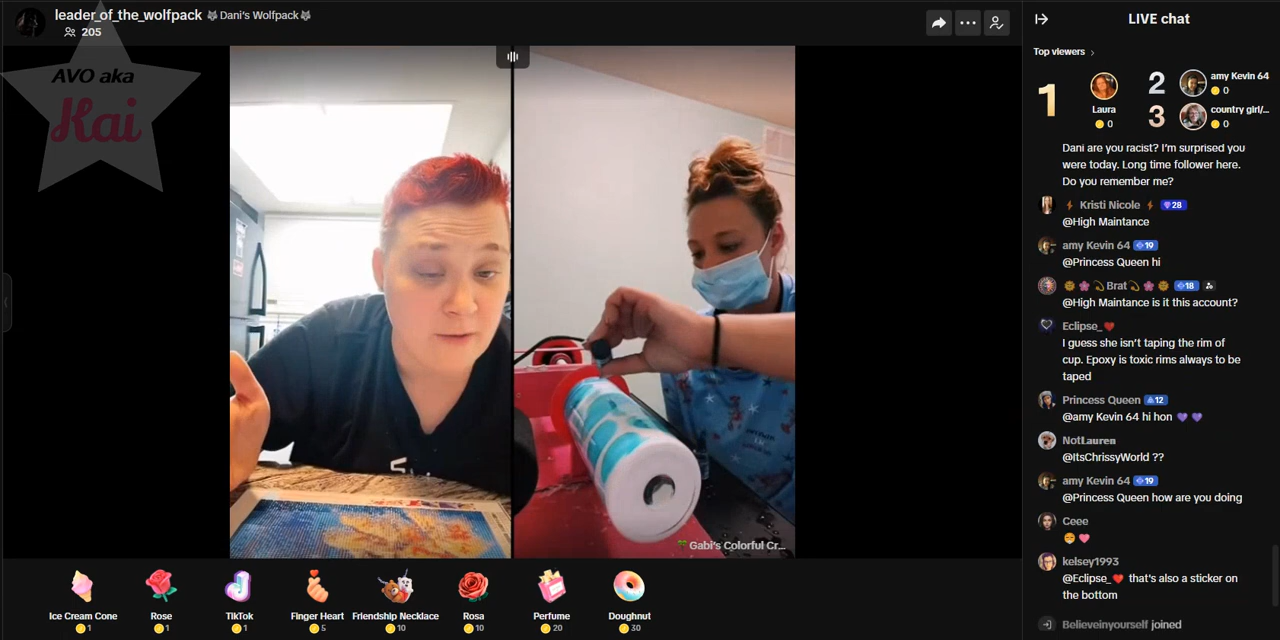 leader_of_the_wolfpack 🐺Dani's Wolfpack🐺
205
AVO aka
Kai
Gabi's Colorful Cr...
Ice Cream Cone
1
Rose
1
TikTok
1
Finger Heart
5
Friendship Necklace
10
Rosa
10
Perfume
20
Doughnut
30
LIVE chat
Top viewers
1
Laura
0
2
amy Kevin 64
0
3
country girl/...
0
Dani are you racist? I'm surprised you
were today. Long time follower here.
Do you remember me?
⚡ Kristi Nicole ⚡ 28
@High Maintance
amy Kevin 64 19
@Princess Queen hi
🌼🌸💫Brat💫🌸🌼 18
@High Maintance is it this account?
Eclipse_❤️
I guess she isn't taping the rim of
cup. Epoxy is toxic rims always to be
taped
Princess Queen 12
@amy Kevin 64 hi hon 💜 💜
NotLauren
@ItsChrissyWorld ??
amy Kevin 64 19
@Princess Queen how are you doing
Ceee
😁💗
kelsey1993
@Eclipse_❤️ that's also a sticker on
the bottom
Believeinyourself joined